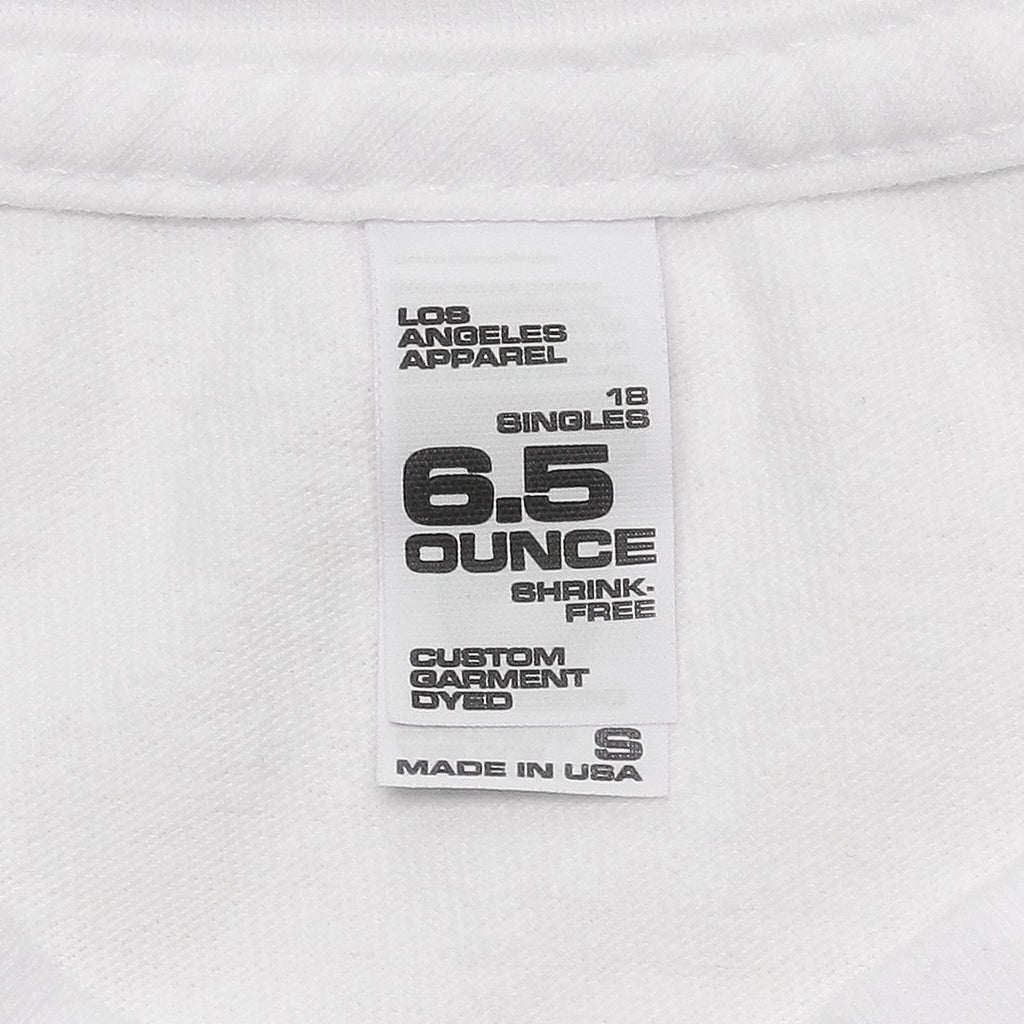 LOS
ANGELES
APPAREL
18
SINGLES
6.5
OUNCE
SHRINK-
FREE
CUSTOM
GARMENT
DYED
S
MADE IN USA